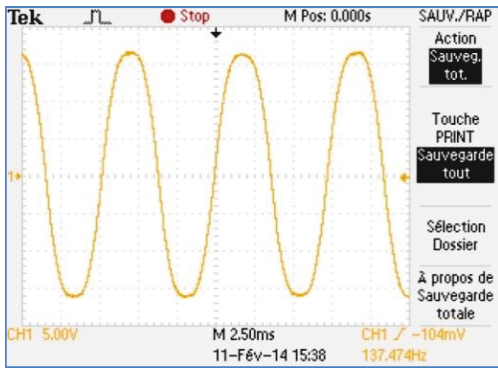 Tek
Stop
M Pos: 0.000s
SAUV./RAP
Action
Sauveg.
tot.
Touche
PRINT
Sauvegarde
tout
Sélection
Dossier
À propos de
Sauvegarde
totale
1
CH1 5.00V
M 2.50ms
CH1 -104mV
11-Fév-14 15:38
137.474Hz